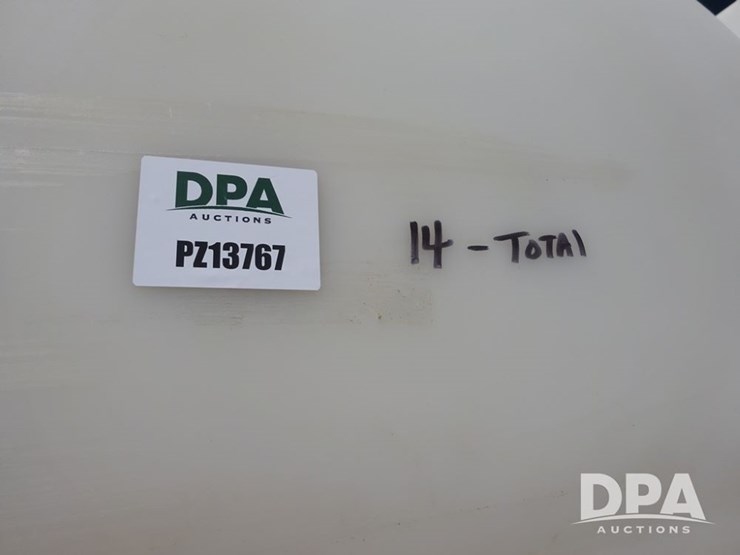 DPA
AUCTIONS
PZ13767
14 - TOTAL
DPA
AUCTIONS